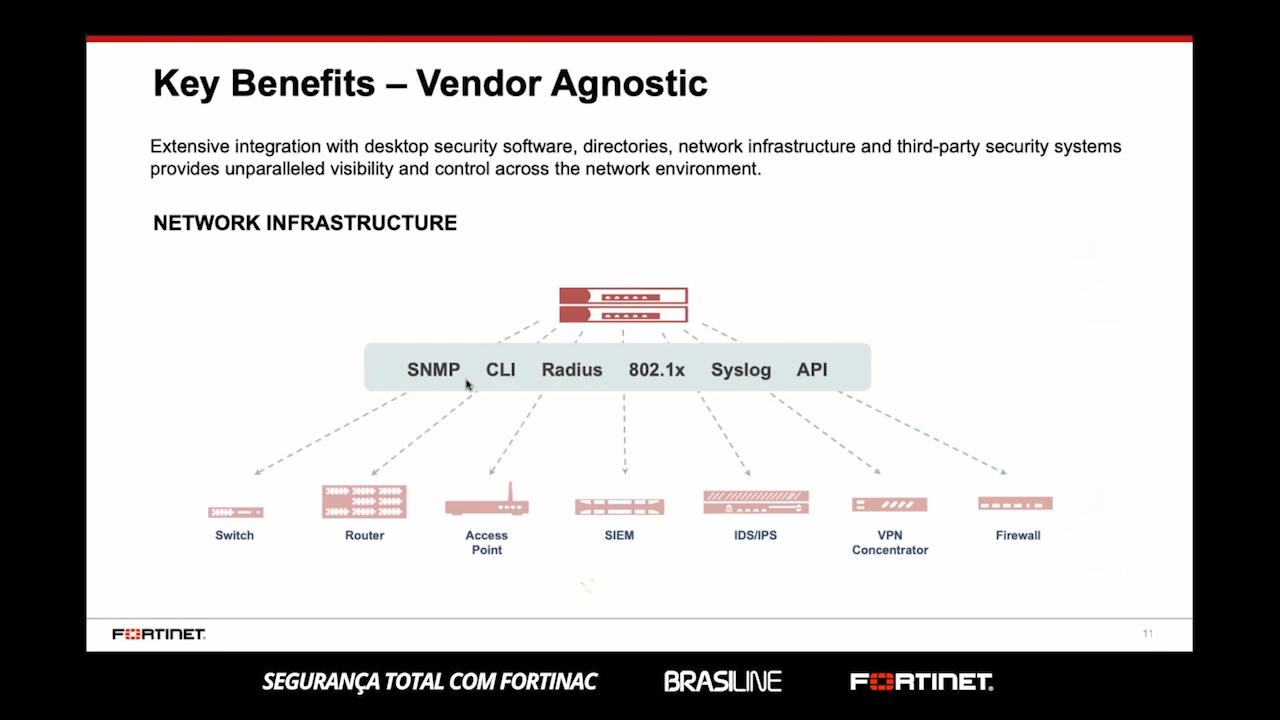 Key Benefits – Vendor Agnostic
Extensive integration with desktop security software, directories, network infrastructure and third-party security systems
provides unparalleled visibility and control across the network environment.
NETWORK INFRASTRUCTURE
SNMP CLI Radius 802.1x Syslog API
Switch
Router
Access
Point
SIEM
IDS/IPS
VPN
Concentrator
Firewall
FORTINET
11
SEGURANÇA TOTAL COM FORTINAC
BRASILINE
FORTINET